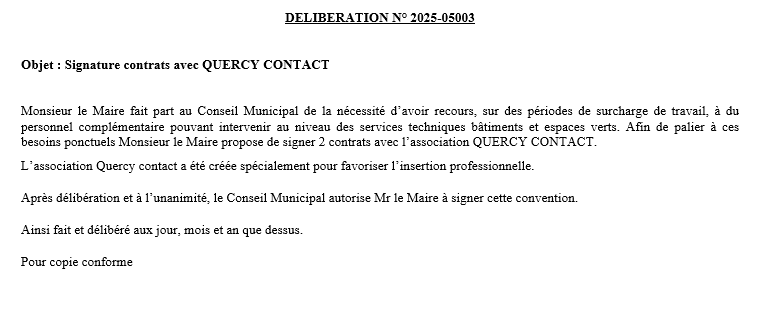 DELIBERATION N° 2025-05003
Objet : Signature contrats avec QUERCY CONTACT
Monsieur le Maire fait part au Conseil Municipal de la nécessité d’avoir recours, sur des périodes de surcharge de travail, à du
personnel complémentaire pouvant intervenir au niveau des services techniques bâtiments et espaces verts. Afin de palier à ces
besoins ponctuels Monsieur le Maire propose de signer 2 contrats avec l’association QUERCY CONTACT.
L’association Quercy contact a été créée spécialement pour favoriser l’insertion professionnelle.
Après délibération et à l’unanimité, le Conseil Municipal autorise Mr le Maire à signer cette convention.
Ainsi fait et délibéré aux jour, mois et an que dessus.
Pour copie conforme